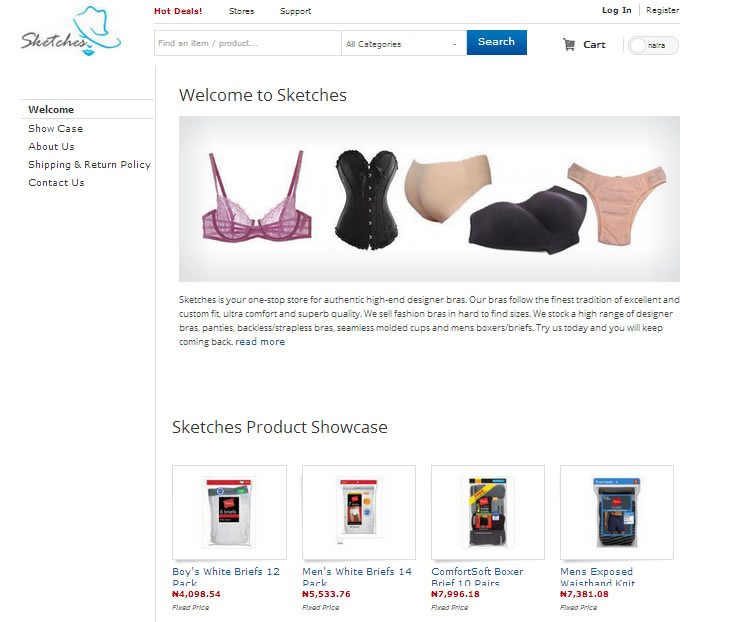 Sketches
Hot Deals!
Stores
Support
Log In
Register
Find an item / product...
All Categories
Search
Cart
naira
Welcome
Show Case
About Us
Shipping & Return Policy
Contact Us
Welcome to Sketches
Sketches is your one-stop store for authentic high-end designer bras. Our bras follow the finest tradition of excellent and
custom fit, ultra comfort and superb quality. We sell fashion bras in hard to find sizes. We stock a high range of designer
bras, panties, backless/strapless bras, seamless molded cups and mens boxers/briefs. Try us today and you will keep
coming back. read more
Sketches Product Showcase
6 briefs
Boy's White Briefs 12
Pack
₦4,098.54
Fixed Price
Men's White Briefs 14
Pack
₦5,533.76
Fixed Price
ComfortSoft Boxer
Brief 10 Pairs
₦7,996.18
Fixed Price
Mens Exposed
Waistband Knit
₦7,381.08
Fixed Price